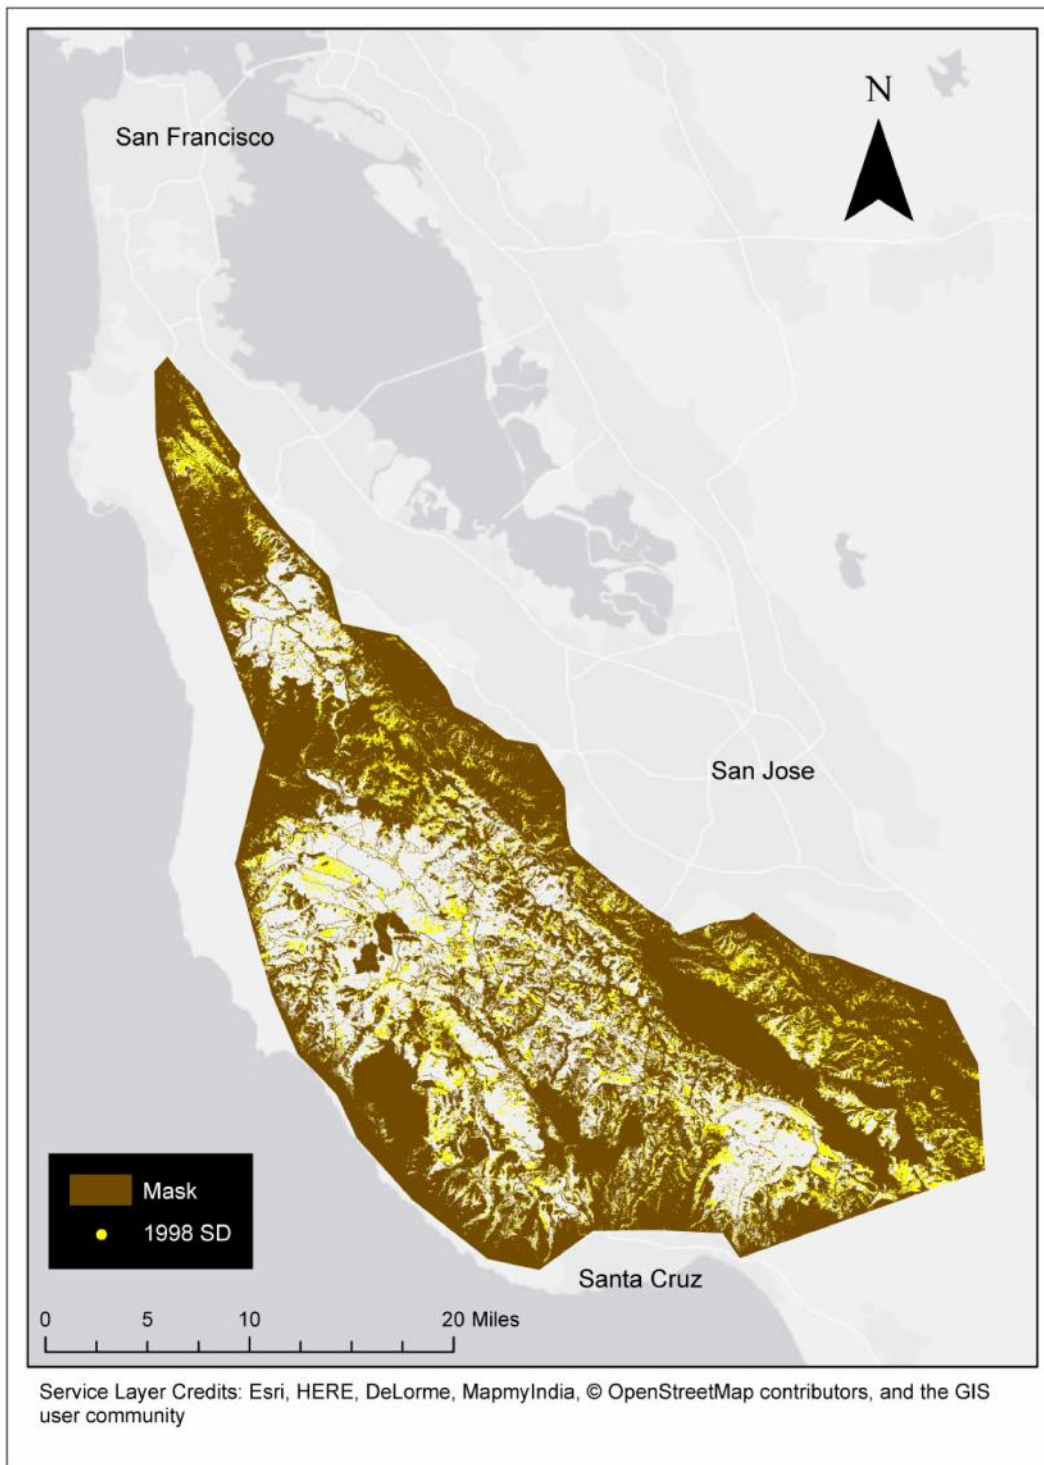 San Francisco
N
San Jose
Mask
1998 SD
Santa Cruz
0 5 10 20 Miles
Service Layer Credits: Esri, HERE, DeLorme, MapmyIndia, © OpenStreetMap contributors, and the GIS
user community